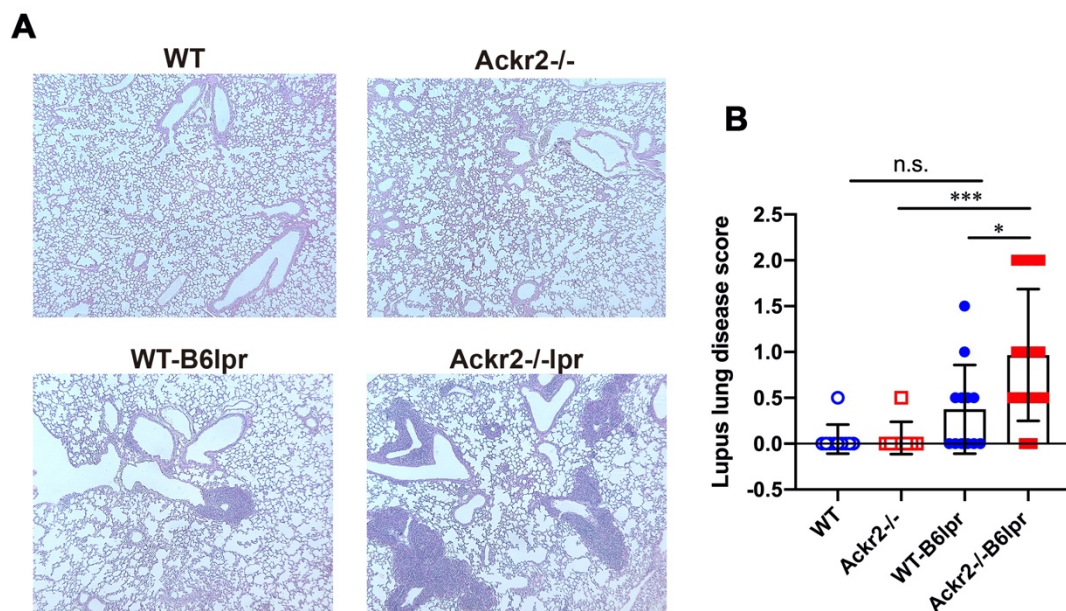 A
WT
Ackr2-/-
WT-B6lpr
Ackr2-/-lpr
B
n.s.
***
*
Lupus lung disease score
2.5
2.0
1.5
1.0
0.5
0.0
-0.5
WT
Ackr2-/-
WT-B6lpr
Ackr2-/-B6lpr